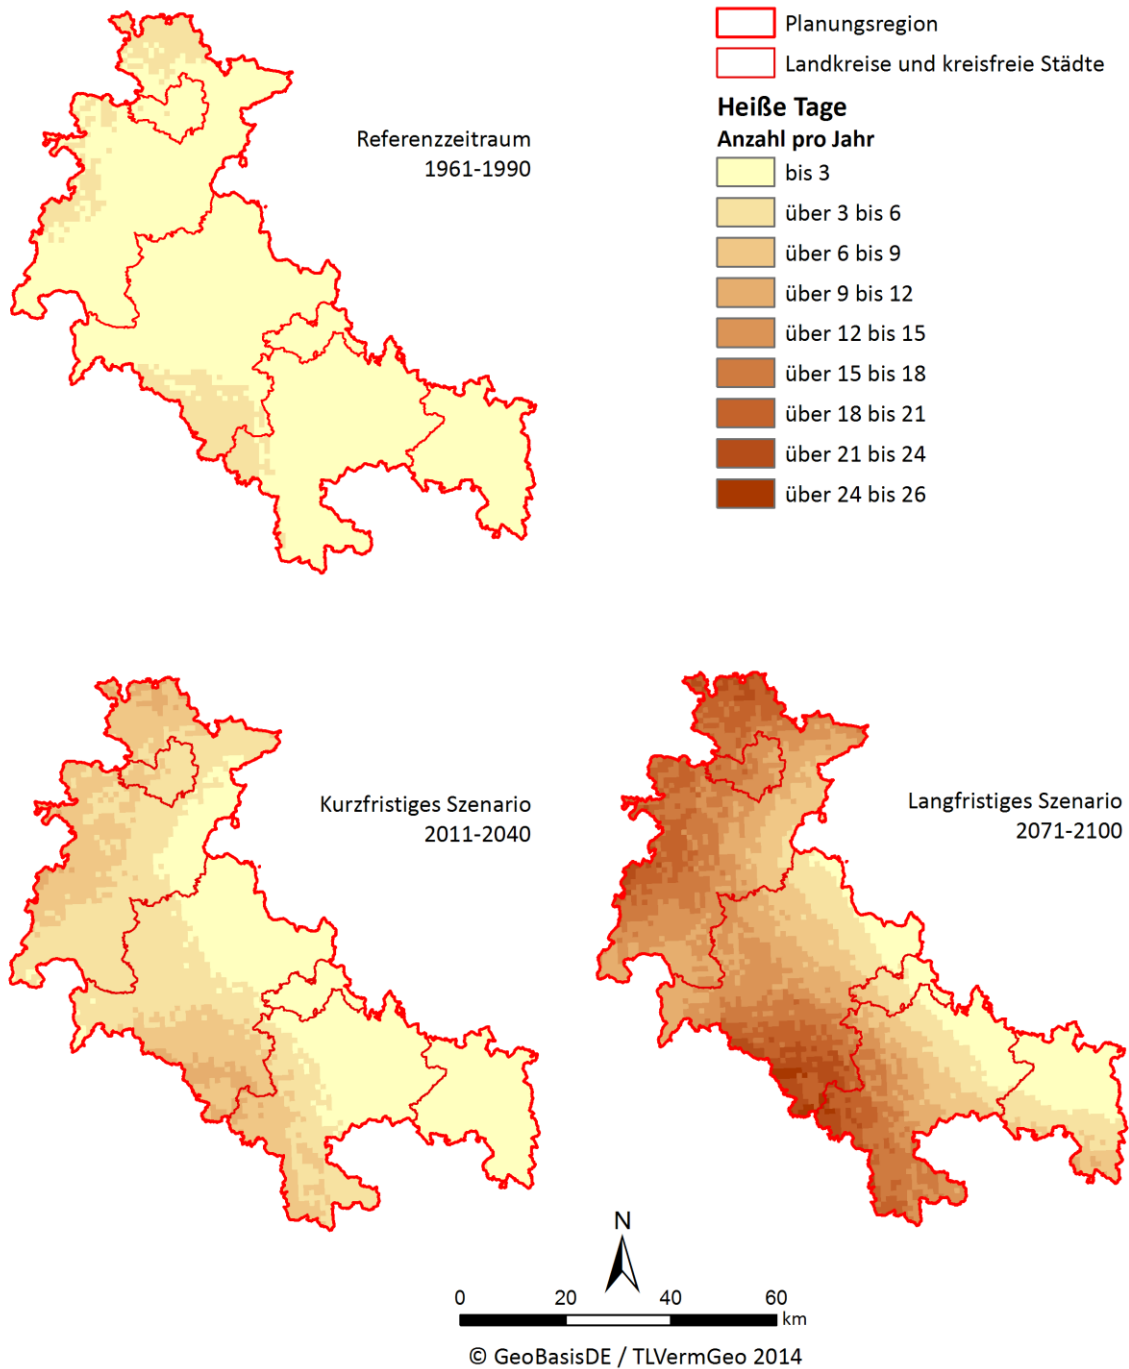 Planungsregion
Landkreise und kreisfreie Städte
Heiße Tage
Anzahl pro Jahr
bis 3
über 3 bis 6
über 6 bis 9
über 9 bis 12
über 12 bis 15
über 15 bis 18
über 18 bis 21
über 21 bis 24
über 24 bis 26
Referenzzeitraum
1961-1990
Kurzfristiges Szenario
2011-2040
Langfristiges Szenario
2071-2100
N
0 20 40 60
km
© GeoBasisDE / TLVermGeo 2014